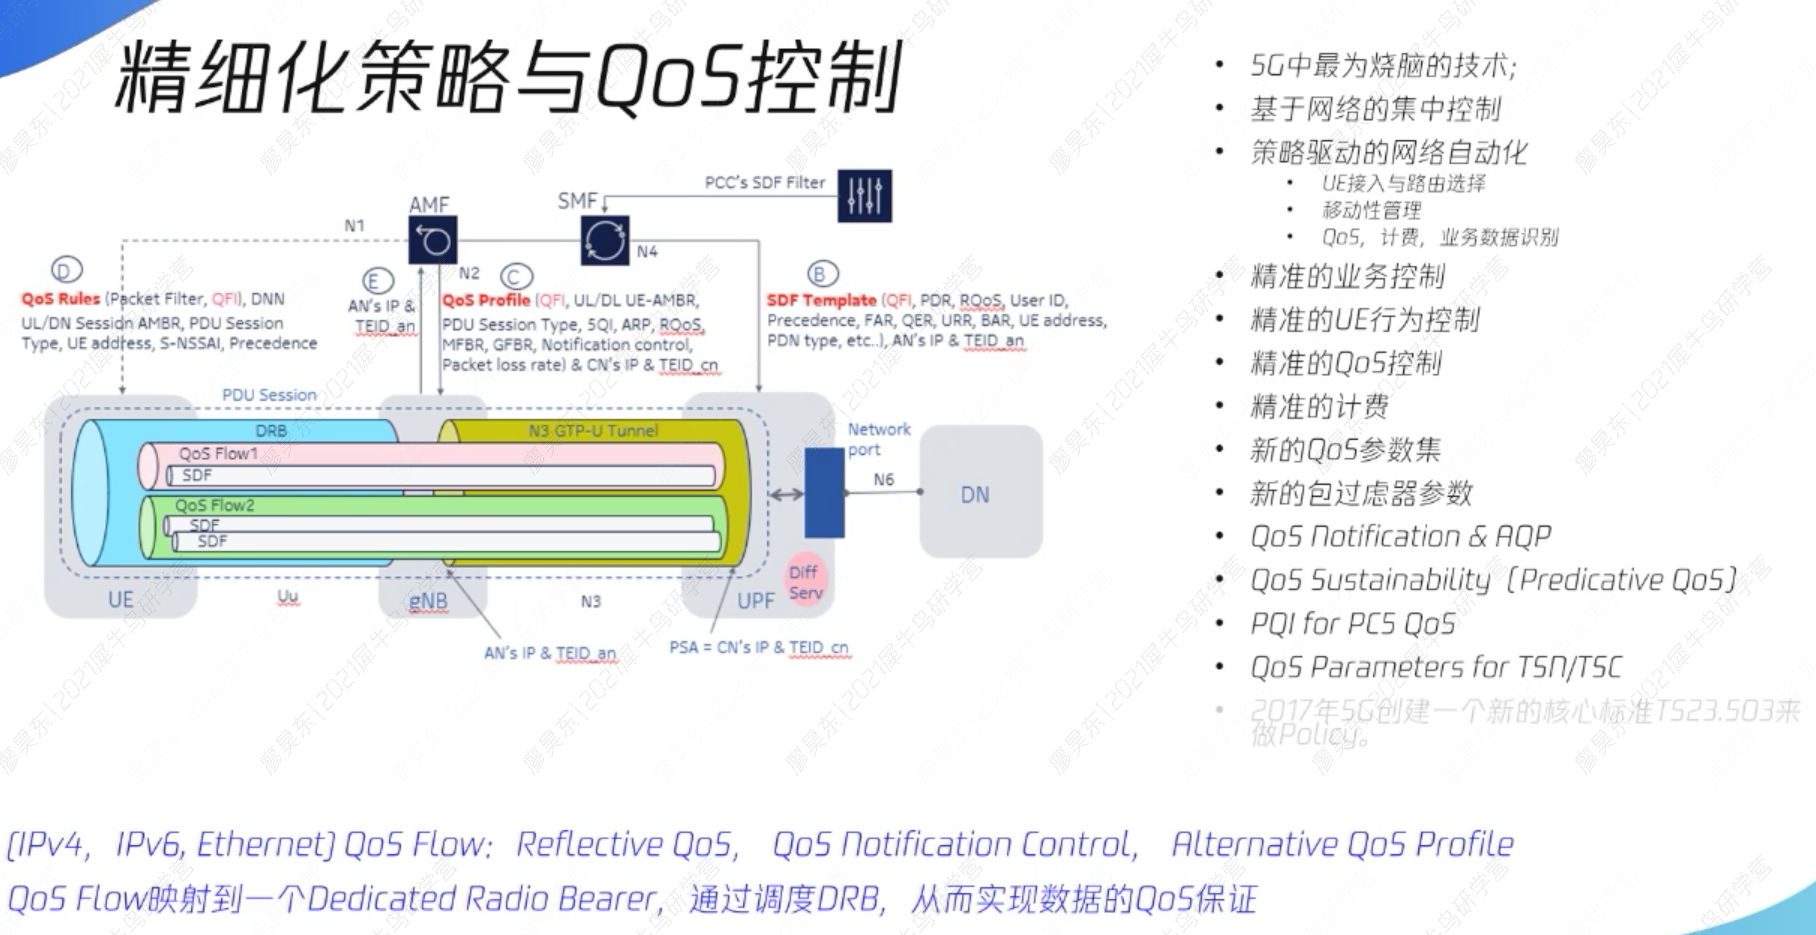 精细化策略与QoS控制
PCC's SDF Filter
AMF
SMF
N1
N2
N4
D
E
C
B
QoS Rules (Packet Filter, QFI), DNN
UL/DN Session AMBR, PDU Session
Type, UE address, S-NSSAI, Precedence
AN's IP &
TEID_an
QoS Profile (QFI, UL/DL UE-AMBR,
PDU Session Type, 5QI, ARP, RQoS,
MFBR, GFBR, Notification control,
Packet loss rate) & CN's IP & TEID_cn
SDF Template (QFI, PDR, RQoS, User ID,
Precedence, FAR, QER, URR, BAR, UE address,
PDN type, etc..), AN's IP & TEID_an
PDU Session
DRB
N3 GTP-U Tunnel
QoS Flow1
SDF
QoS Flow2
SDF
SDF
Network
port
N6
DN
Diff
Serv
UE
Uu
gNB
N3
UPF
AN's IP & TEID_an
PSA = CN's IP & TEID_cn
• 5G中最为烧脑的技术;
• 基于网络的集中控制
• 策略驱动的网络自动化
• UE接入与路由选择
• 移动性管理
• QoS，计费，业务数据识别
• 精准的业务控制
• 精准的UE行为控制
• 精准的QoS控制
• 精准的计费
• 新的QoS参数集
• 新的包过虑器参数
• QoS Notification & AQP
• QoS Sustainability（Predicative QoS）
• PQI for PC5 QoS
• QoS Parameters for TSN/TSC
• 2017年5G创建一个新的核心标准TS23.503来
做Policy。
(IPv4, IPv6, Ethernet) QoS Flow: Reflective QoS, QoS Notification Control, Alternative QoS Profile
QoS Flow映射到一个Dedicated Radio Bearer，通过调度DRB，从而实现数据的QoS保证
廖昊东|2021犀牛鸟研学营